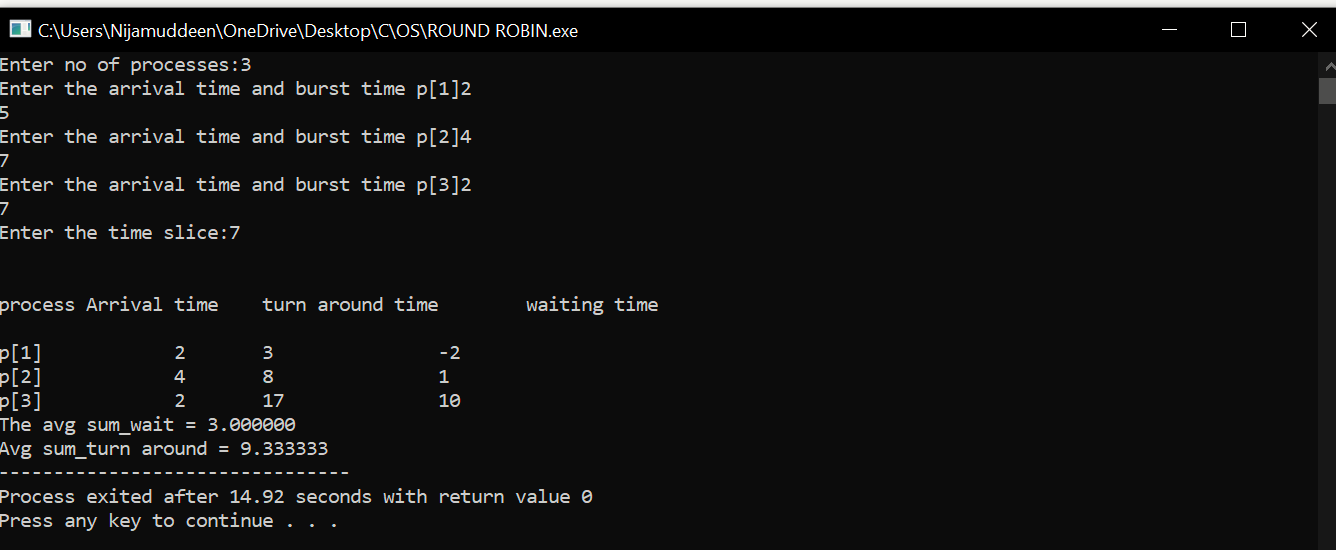 C:\Users\Nijamuddeen\OneDrive\Desktop\C\OS\ROUND ROBIN.exe
Enter no of processes:3
Enter the arrival time and burst time p[1]2
5
Enter the arrival time and burst time p[2]4
7
Enter the arrival time and burst time p[3]2
7
Enter the time slice:7
process Arrival time    turn around time        waiting time
p[1]            2       3               -2
p[2]            4       8               1
p[3]            2       17              10
The avg sum_wait = 3.000000
Avg sum_turn around = 9.333333
--------------------------------
Process exited after 14.92 seconds with return value 0
Press any key to continue . . .